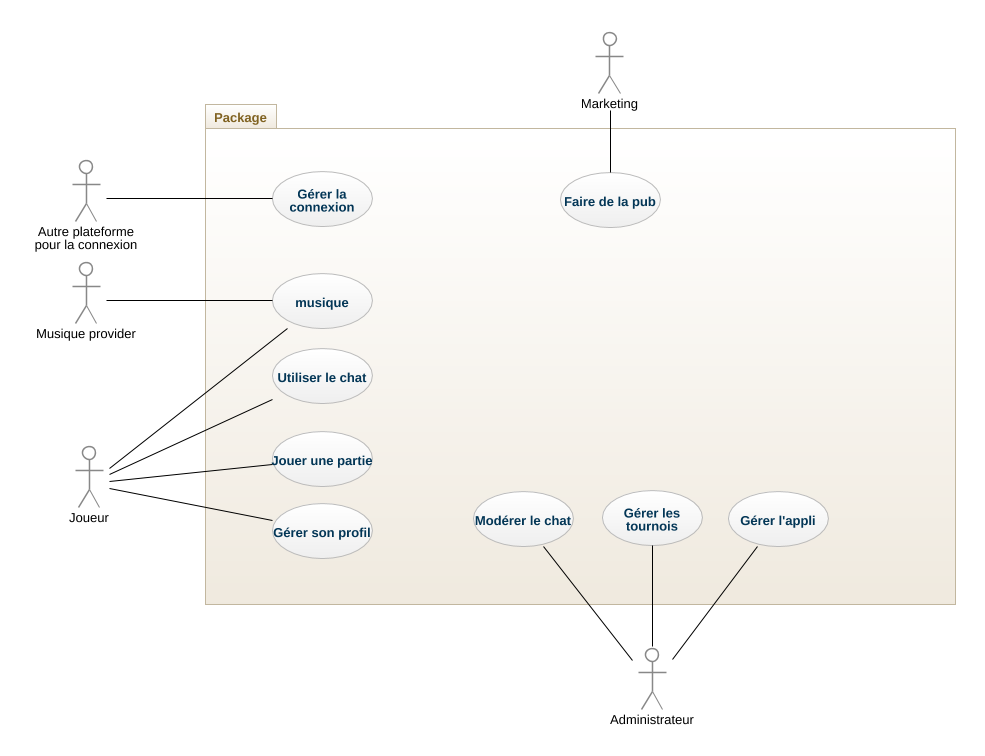 Marketing
Package
Gérer la
connexion
Faire de la pub
Autre plateforme
pour la connexion
musique
Musique provider
Utiliser le chat
Jouer une partie
Joueur
Gérer son profil
Modérer le chat
Gérer les
tournois
Gérer l'appli
Administrateur